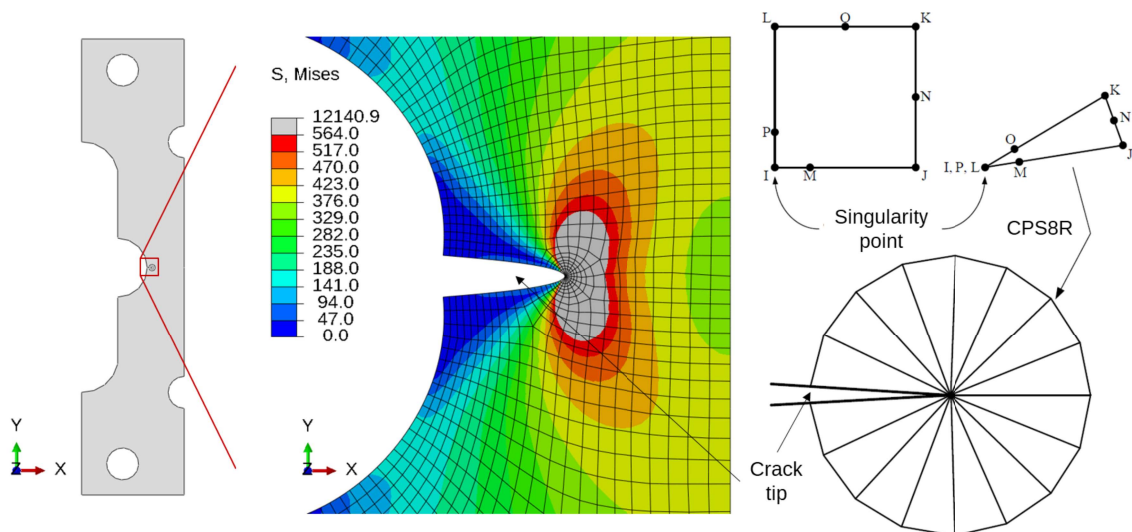 S, Mises
12140.9
564.0
517.0
470.0
423.0
376.0
329.0
282.0
235.0
188.0
141.0
94.0
47.0
0.0
Y
Z
X
Y
Z
X
L
O
K
N
P
I
M
J
K
N
O
J
I, P, L
M
Singularity
point
CPS8R
Crack
tip